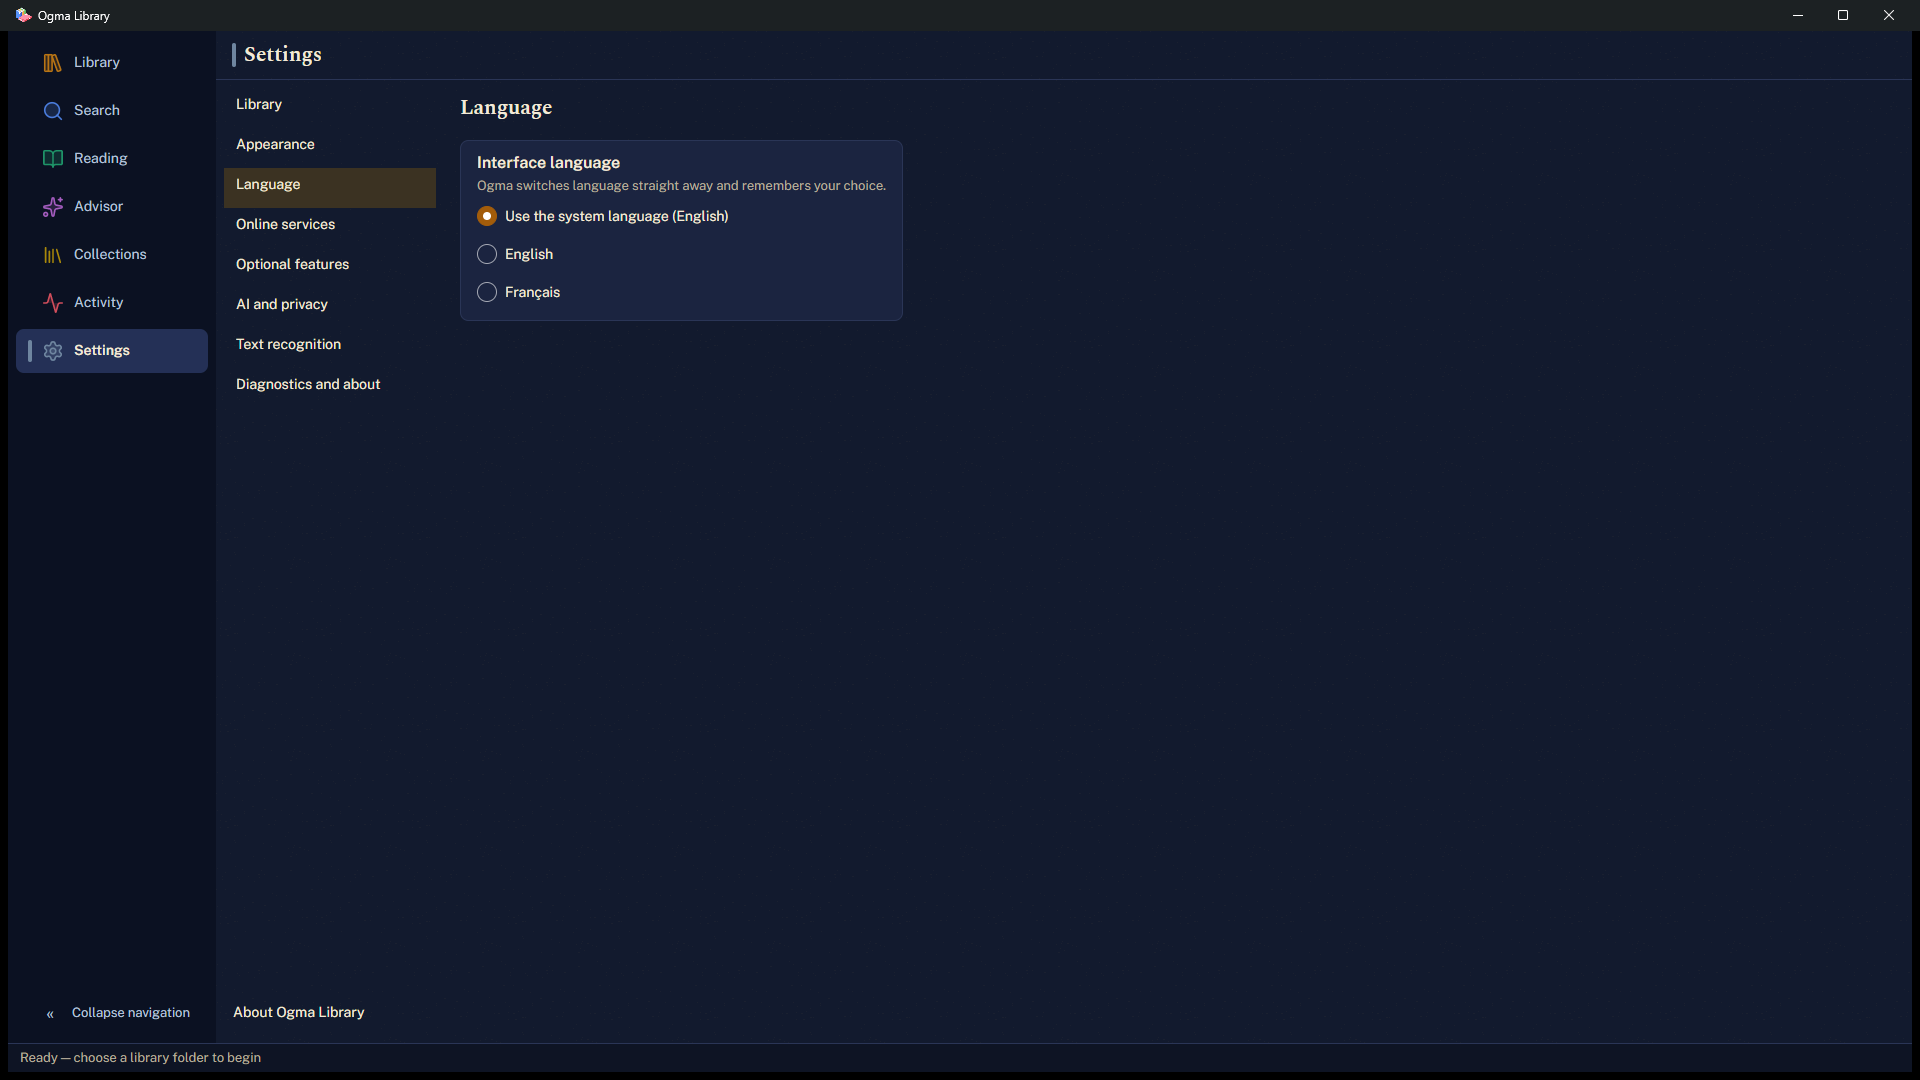 Ogma Library
Library
Search
Reading
Advisor
Collections
Activity
Settings
« Collapse navigation
Settings
Library
Appearance
Language
Online services
Optional features
AI and privacy
Text recognition
Diagnostics and about
About Ogma Library
Language
Interface language
Ogma switches language straight away and remembers your choice.
Use the system language (English)
English
Français
Ready — choose a library folder to begin